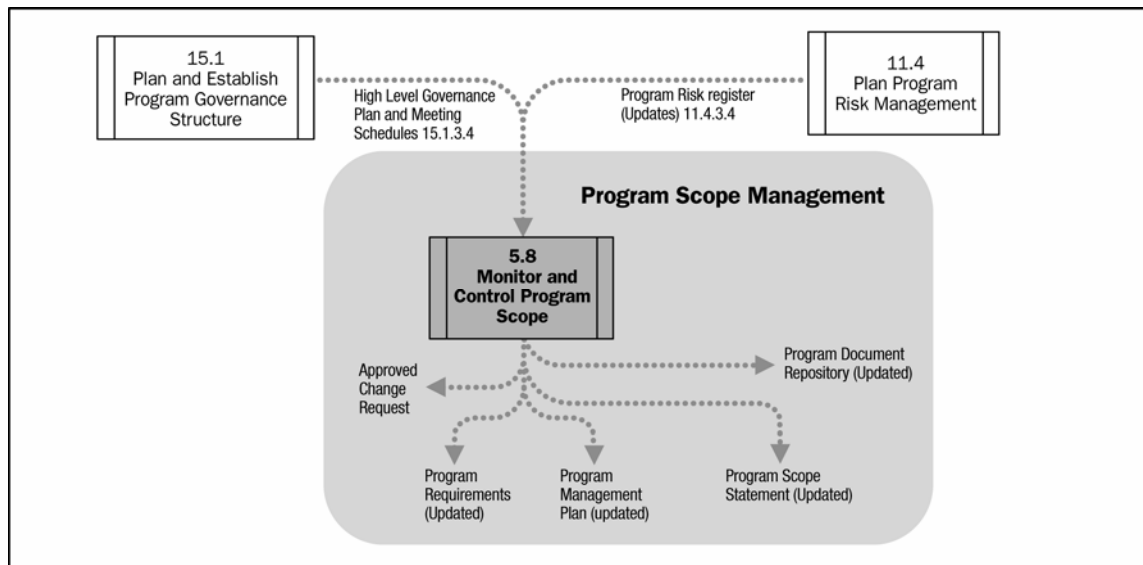 15.1
Plan and Establish
Program Governance
Structure
11.4
Plan Program
Risk Management
High Level Governance
Plan and Meeting
Schedules 15.1.3.4
Program Risk register
(Updates) 11.4.3.4
Program Scope Management
5.8
Monitor and
Control Program
Scope
Approved
Change
Request
Program Document
Repository (Updated)
Program
Requirements
(Updated)
Program
Management
Plan (updated)
Program Scope
Statement (Updated)